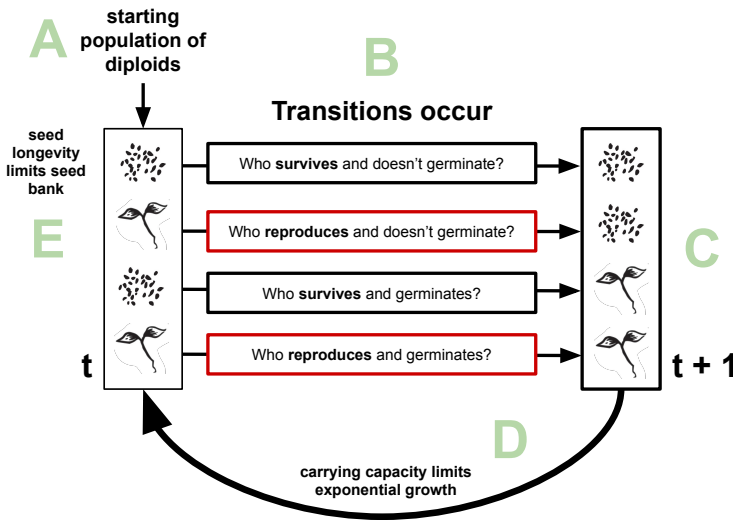 A
starting
population of
diploids
B
Transitions occur
seed
longevity
limits seed
bank
Who survives and doesn't germinate?
E
Who reproduces and doesn't germinate?
C
Who survives and germinates?
t
Who reproduces and germinates?
t + 1
D
carrying capacity limits
exponential growth